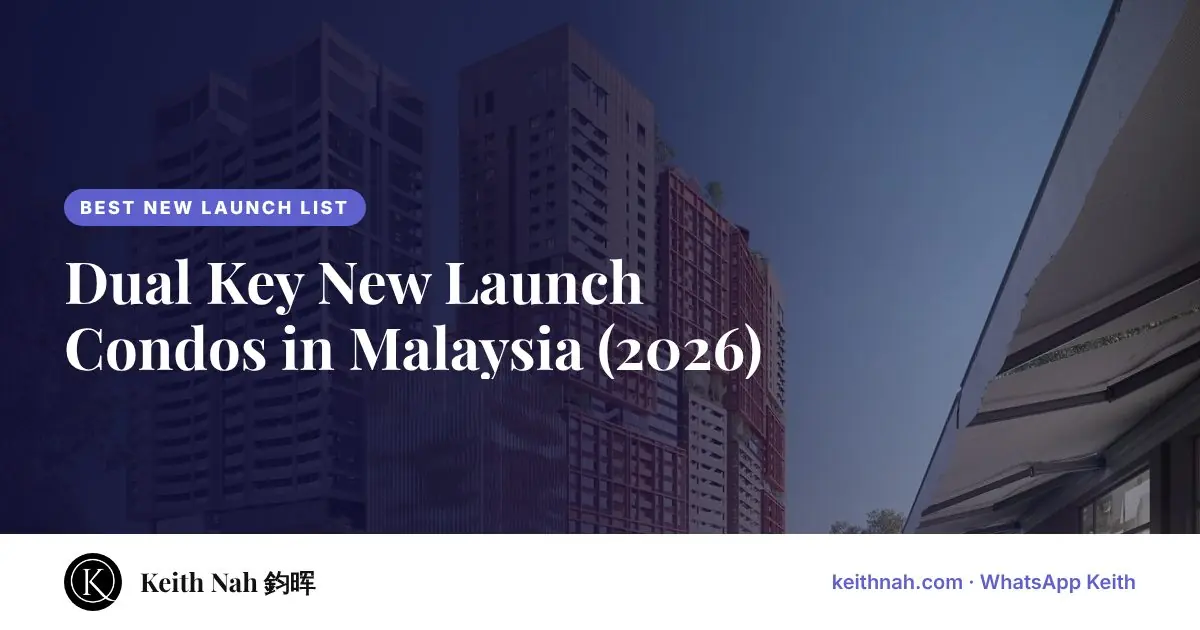 BEST NEW LAUNCH LIST
Dual Key New Launch
Condos in Malaysia (2026)
K
Keith Nah 鈞晖
keithnah.com · WhatsApp Keith